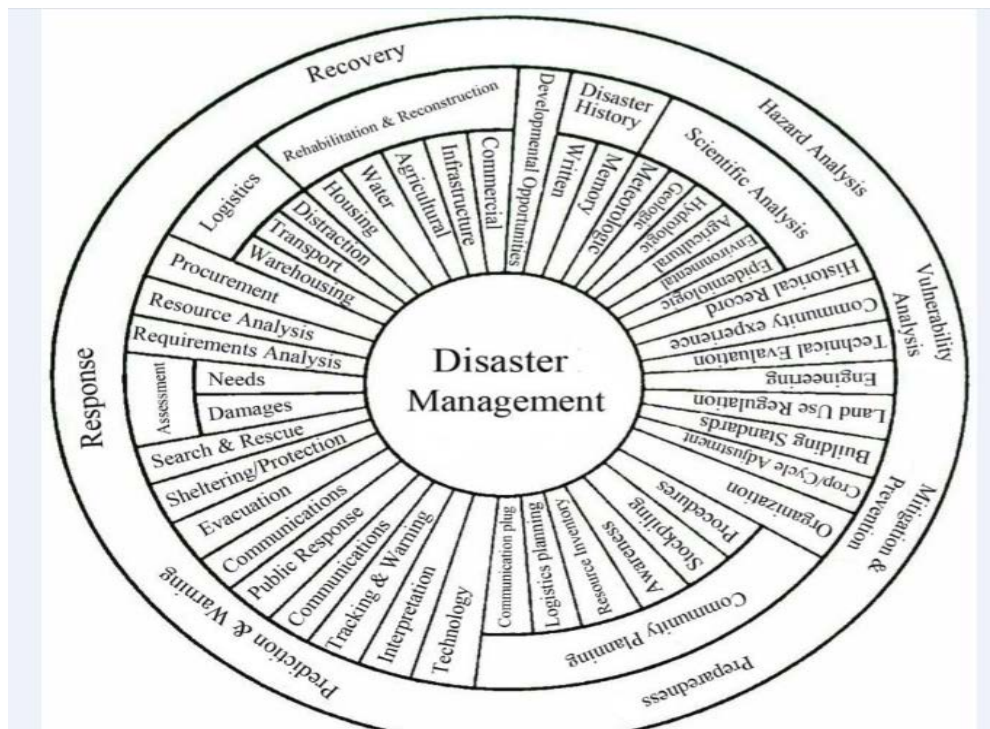 Disaster
Management
Recovery
Hazard Analysis
Vulnerability
Analysis
Mitigation &
Prevention
Preparedness
Prediction & Warning
Response
Rehabilitation & Reconstruction
Developmental Opportunities
Disaster
History
Scientific Analysis
Written
Memory
Meteorologic
Geologic
Hydrologic
Agricultural
Environmental
Epidemiologic
Historical Record
Community experience
Technical Evaluation
Engineering
Land Use Regulation
Building Standards
Crop/Cycle Adjustment
Organization
Community Planning
Procedures
Stockpiling
Awareness
Resource Inventory
Logistics planning
Communication plug
Technology
Interpretation
Tracking & Warning
Communications
Public Response
Communications
Evacuation
Sheltering/Protection
Search & Rescue
Assessment
Damages
Needs
Requirements Analysis
Resource Analysis
Procurement
Logistics
Warehousing
Transport
Distraction
Housing
Water
Agricultural
Infrastructure
Commercial